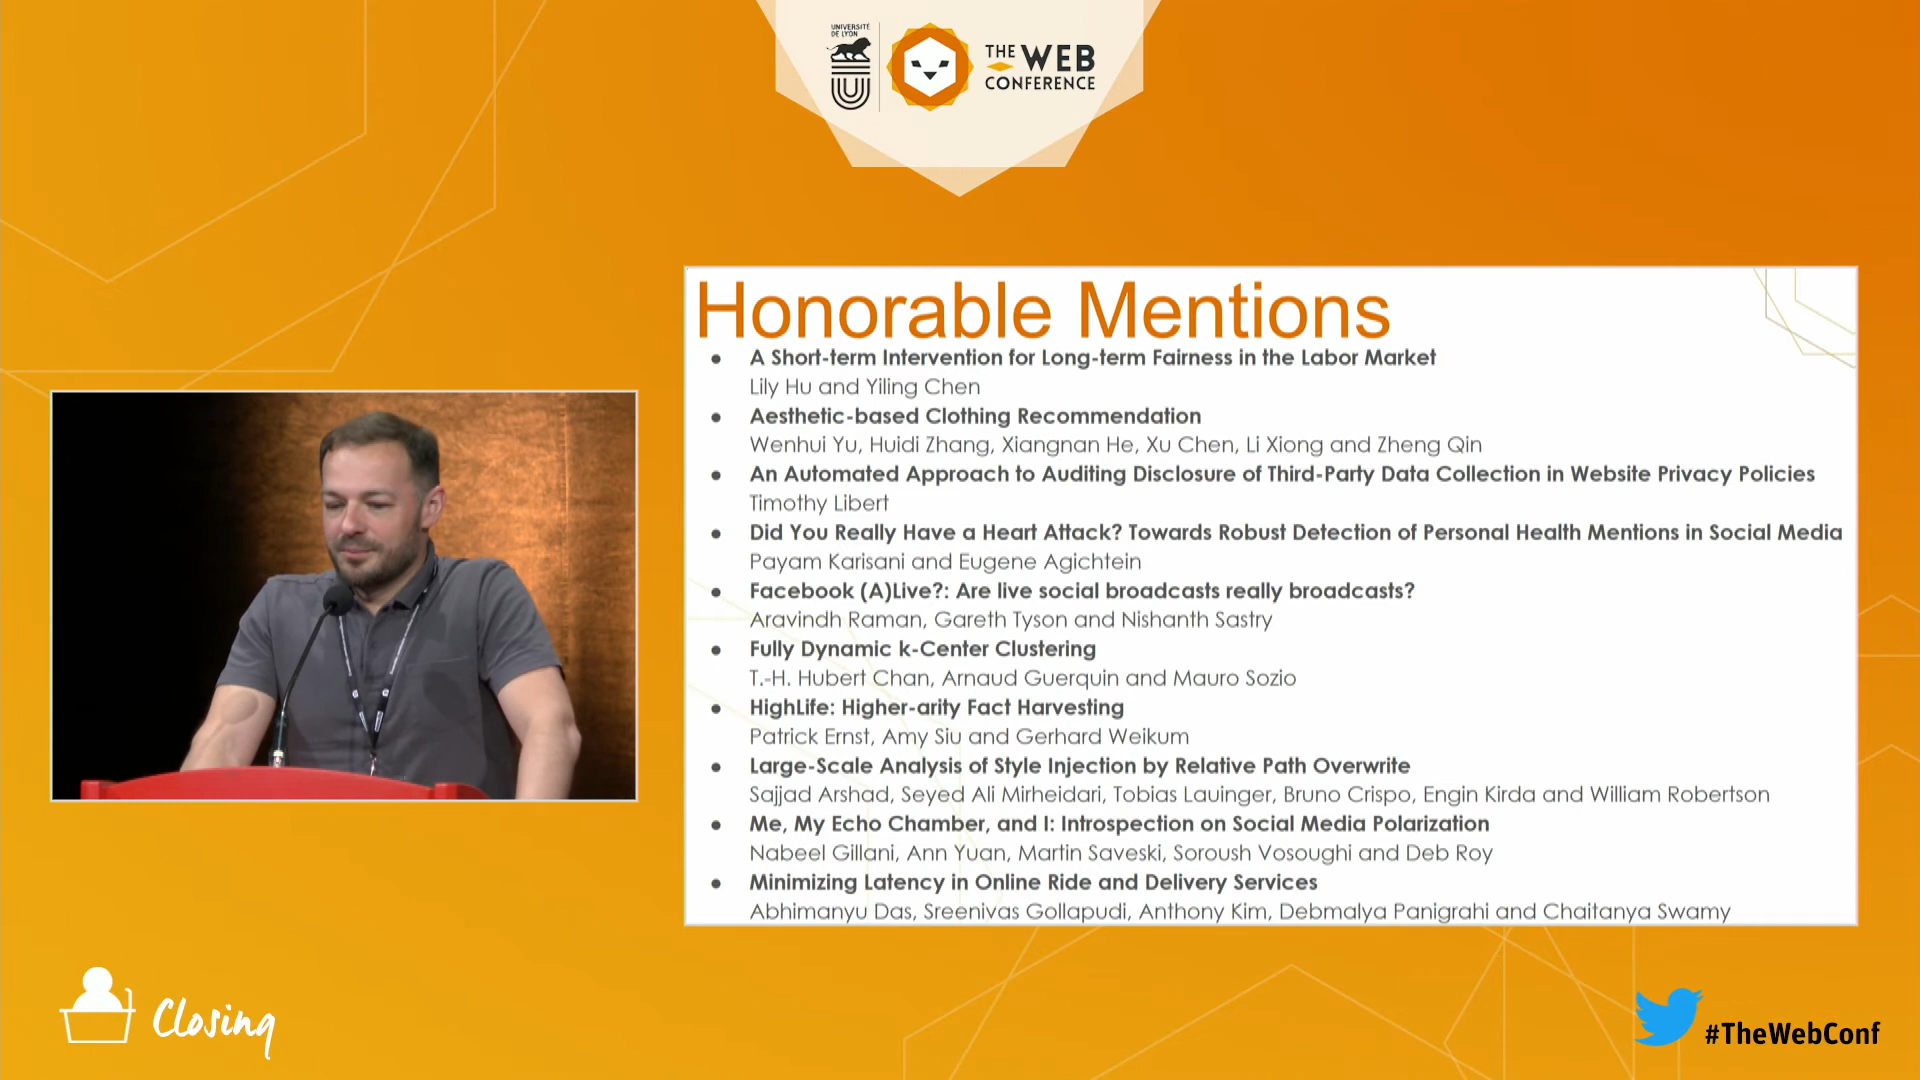 UNIVERSITÉ
DE LYON
THE WEB
CONFERENCE
Honorable Mentions
• A Short-term Intervention for Long-term Fairness in the Labor Market
Lily Hu and Yiling Chen
• Aesthetic-based Clothing Recommendation
Wenhui Yu, Huidi Zhang, Xiangnan He, Xu Chen, Li Xiong and Zheng Qin
• An Automated Approach to Auditing Disclosure of Third-Party Data Collection in Website Privacy Policies
Timothy Libert
• Did You Really Have a Heart Attack? Towards Robust Detection of Personal Health Mentions in Social Media
Payam Karisani and Eugene Agichtein
• Facebook (A)Live?: Are live social broadcasts really broadcasts?
Aravindh Raman, Gareth Tyson and Nishanth Sastry
• Fully Dynamic k-Center Clustering
T.-H. Hubert Chan, Arnaud Guerquin and Mauro Sozio
• HighLife: Higher-arity Fact Harvesting
Patrick Ernst, Amy Siu and Gerhard Weikum
• Large-Scale Analysis of Style Injection by Relative Path Overwrite
Sajjad Arshad, Seyed Ali Mirheidari, Tobias Lauinger, Bruno Crispo, Engin Kirda and William Robertson
• Me, My Echo Chamber, and I: Introspection on Social Media Polarization
Nabeel Gillani, Ann Yuan, Martin Saveski, Soroush Vosoughi and Deb Roy
• Minimizing Latency in Online Ride and Delivery Services
Abhimanyu Das, Sreenivas Gollapudi, Anthony Kim, Debmalya Panigrahi and Chaitanya Swamy
Closing
#TheWebConf